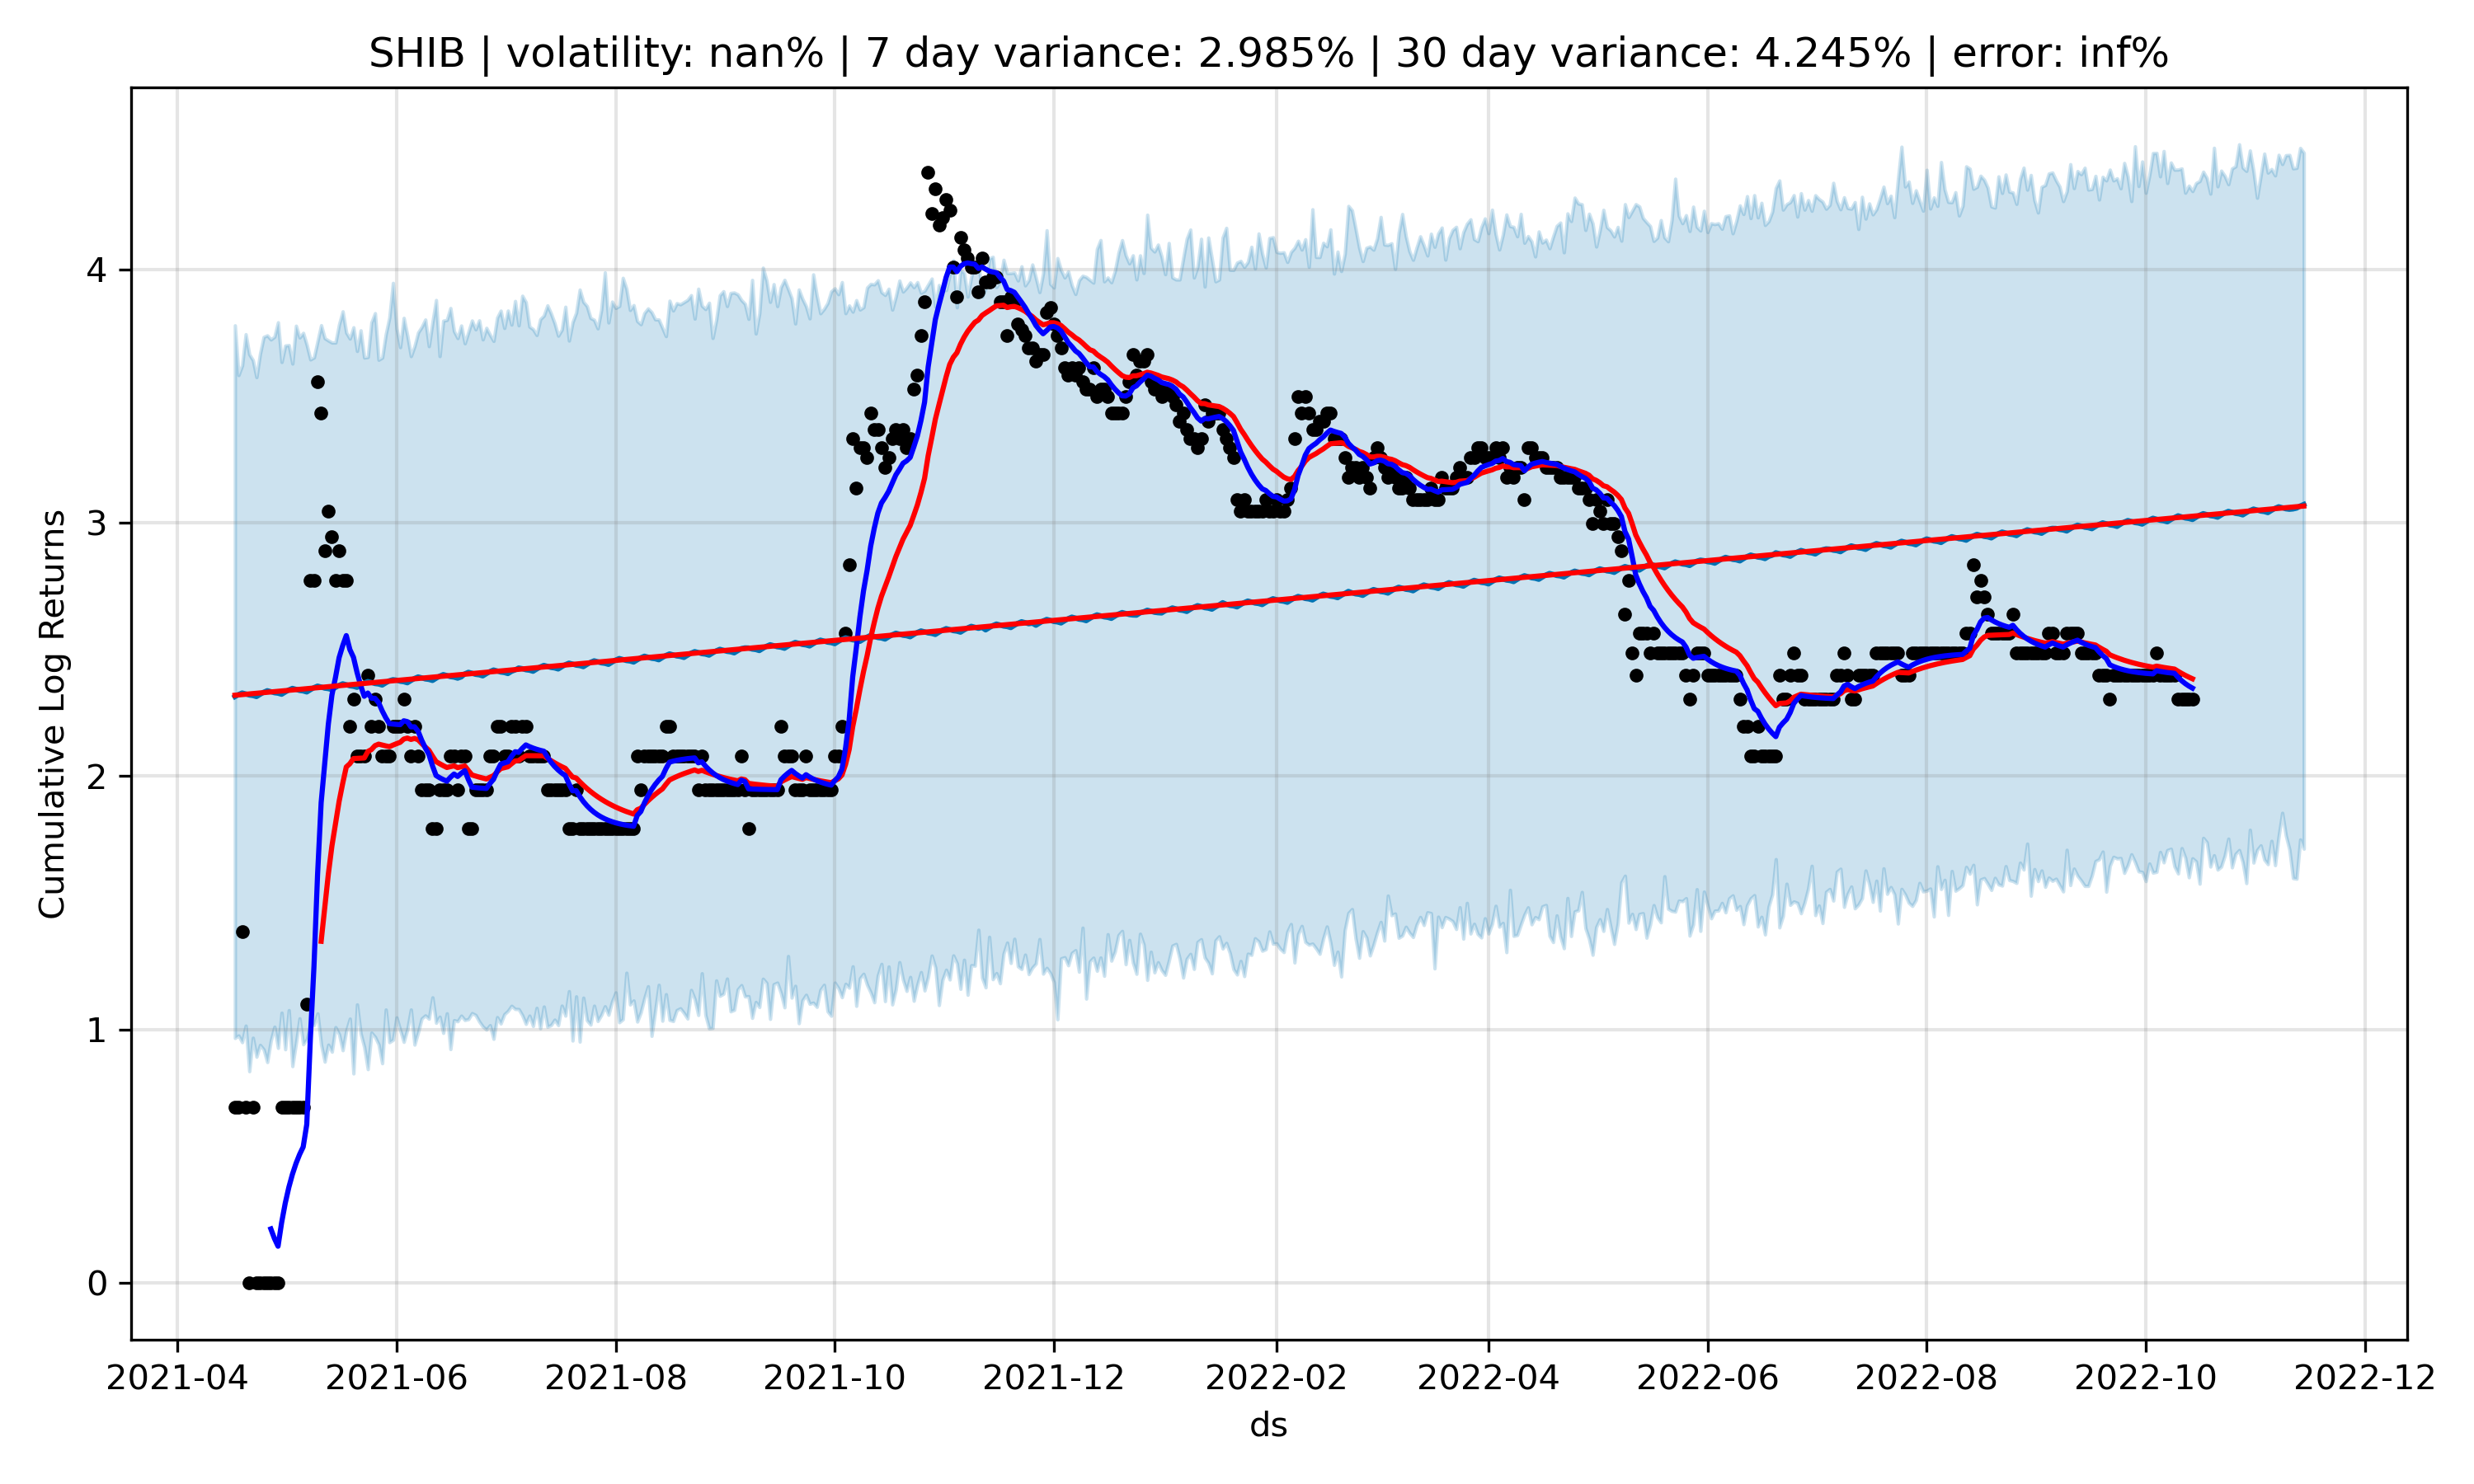 SHIB | volatility: nan% | 7 day variance: 2.985% | 30 day variance: 4.245% | error: inf%
Cumulative Log Returns
4
3
2
1
0
2021-04 2021-06 2021-08 2021-10 2021-12 2022-02 2022-04 2022-06 2022-08 2022-10 2022-12
ds